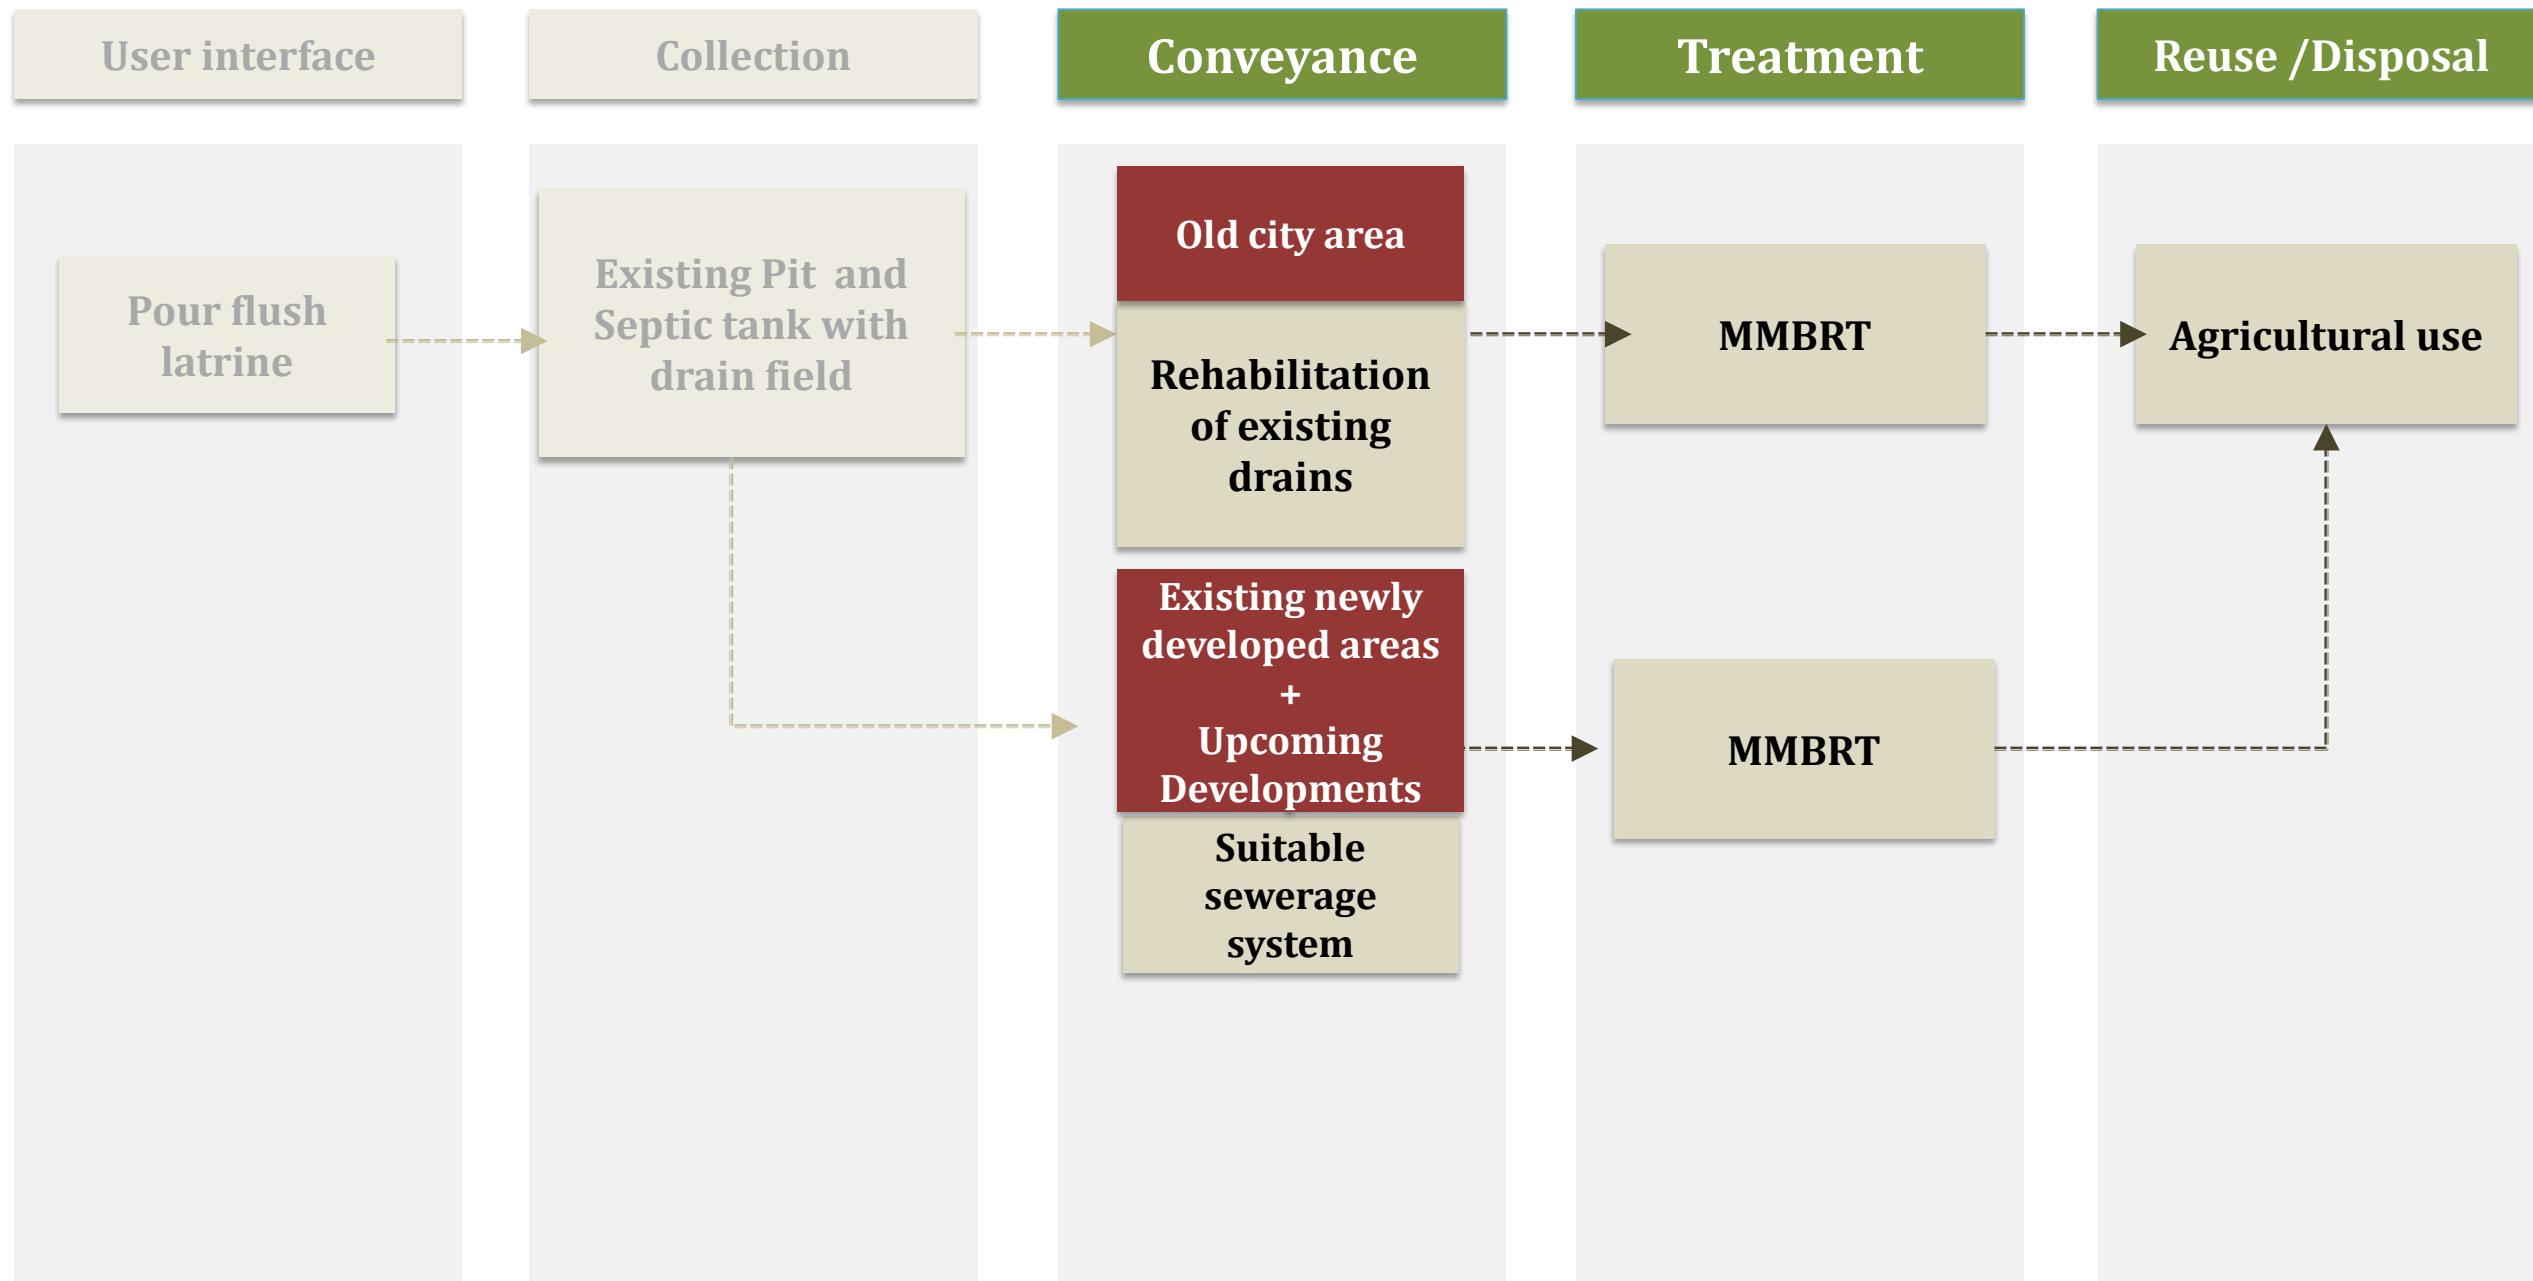 User interface
Collection
Conveyance
Treatment
Reuse /Disposal
Pour flush
latrine
Existing Pit  and
Septic tank with
drain field
Old city area
Rehabilitation
of existing
drains
MMBRT
Agricultural use
Existing newly
developed areas
+
Upcoming
Developments
Suitable
sewerage
system
MMBRT